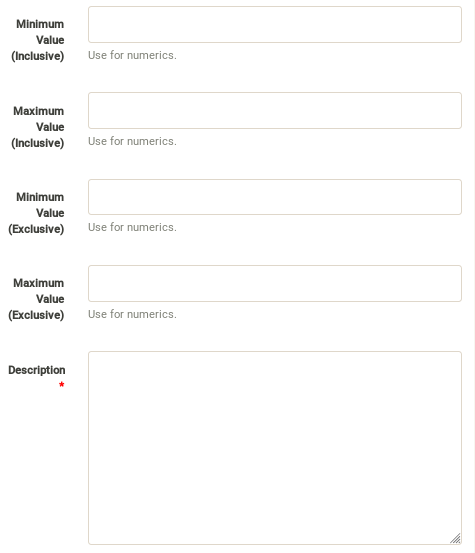 Minimum
Value
(Inclusive)
Use for numerics.
Maximum
Value
(Inclusive)
Use for numerics.
Minimum
Value
(Exclusive)
Use for numerics.
Maximum
Value
(Exclusive)
Use for numerics.
Description
*